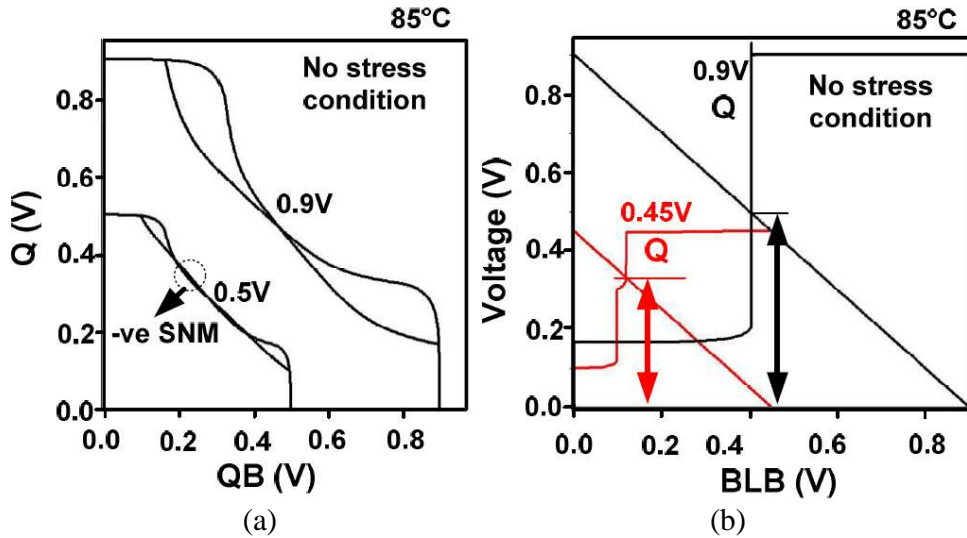 85°C
No stress
condition
0.8
0.6
0.4
0.2
0.0
Q (V)
0.9V
0.5V
-ve SNM
0.0
0.2
0.4
0.6
0.8
QB (V)
(a)
85°C
0.9V
Q
No stress
condition
0.45V
Q
0.8
0.6
0.4
0.2
0.0
Voltage (V)
0.0
0.2
0.4
0.6
0.8
BLB (V)
(b)